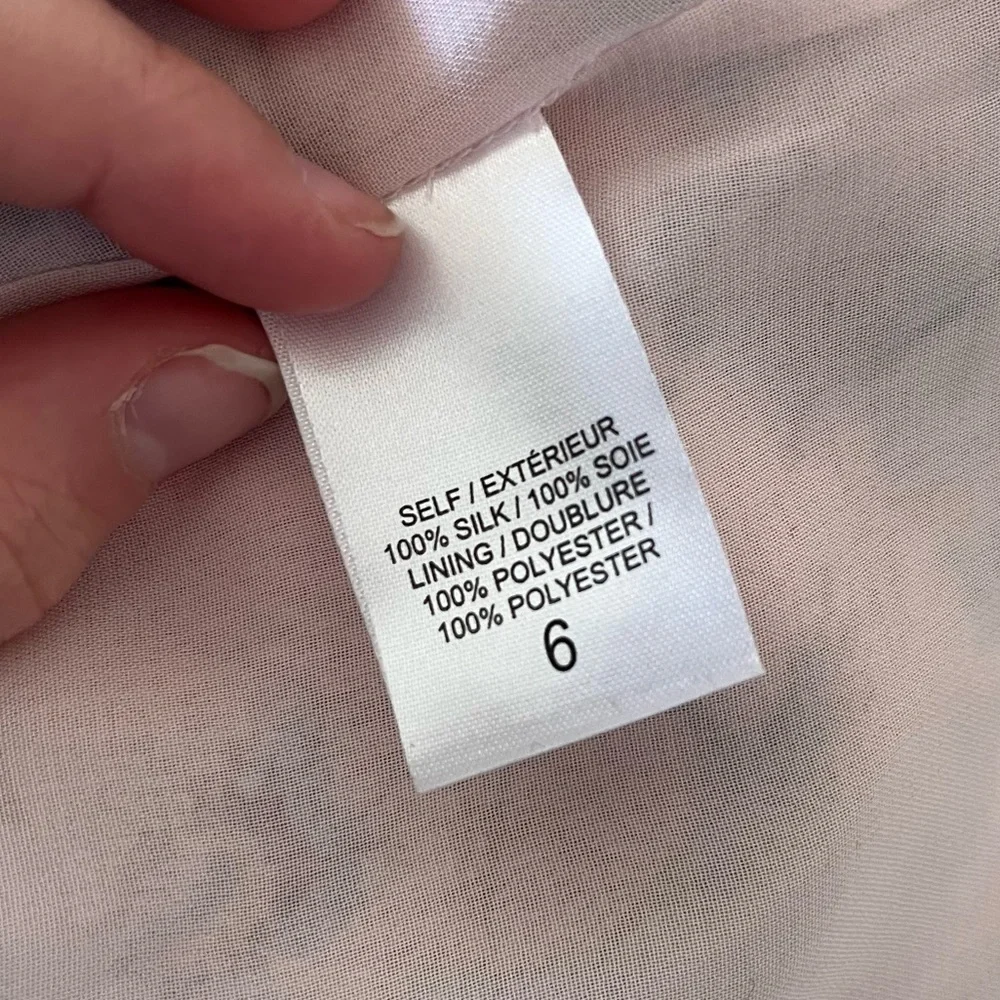 SELF / EXTÉRIEUR
100% SILK / 100% SOIE
LINING / DOUBLURE
100% POLYESTER /
100% POLYESTER
6